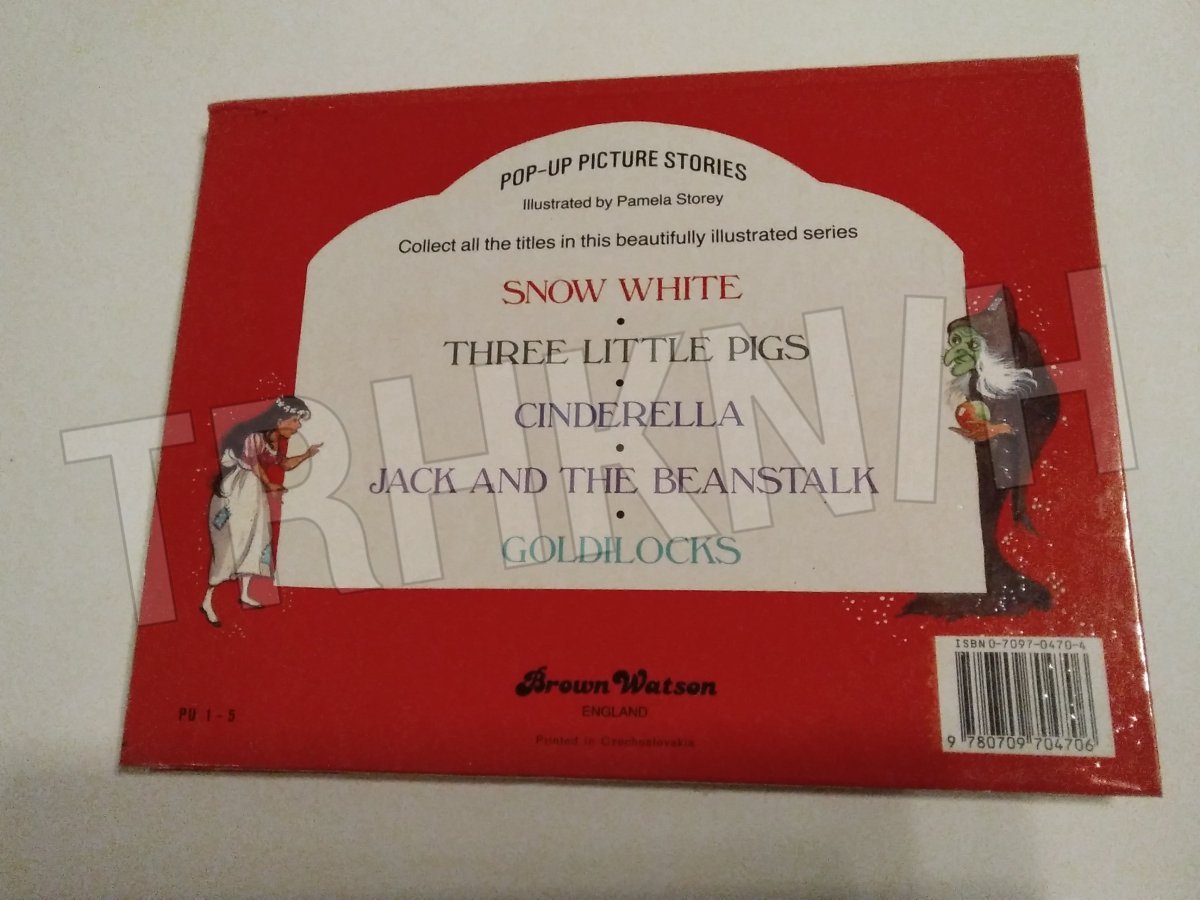 POP-UP PICTURE STORIES
Illustrated by Pamela Storey
Collect all the titles in this beautifully illustrated series
SNOW WHITE
•
THREE LITTLE PIGS
•
CINDERELLA
•
JACK AND THE BEANSTALK
•
GOLDILOCKS
TRHKNIH
Brown Watson
ENGLAND
Printed in Czechoslovakia
PU 1-5
ISBN 0-7097-0470-4
9 780709 704706